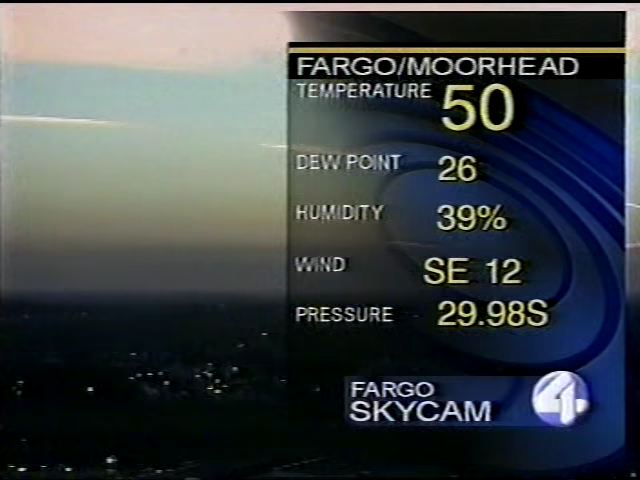 FARGO/MOORHEAD
TEMPERATURE 50
DEW POINT 26
HUMIDITY 39%
WIND SE 12
PRESSURE 29.98S
FARGO
SKYCAM 4